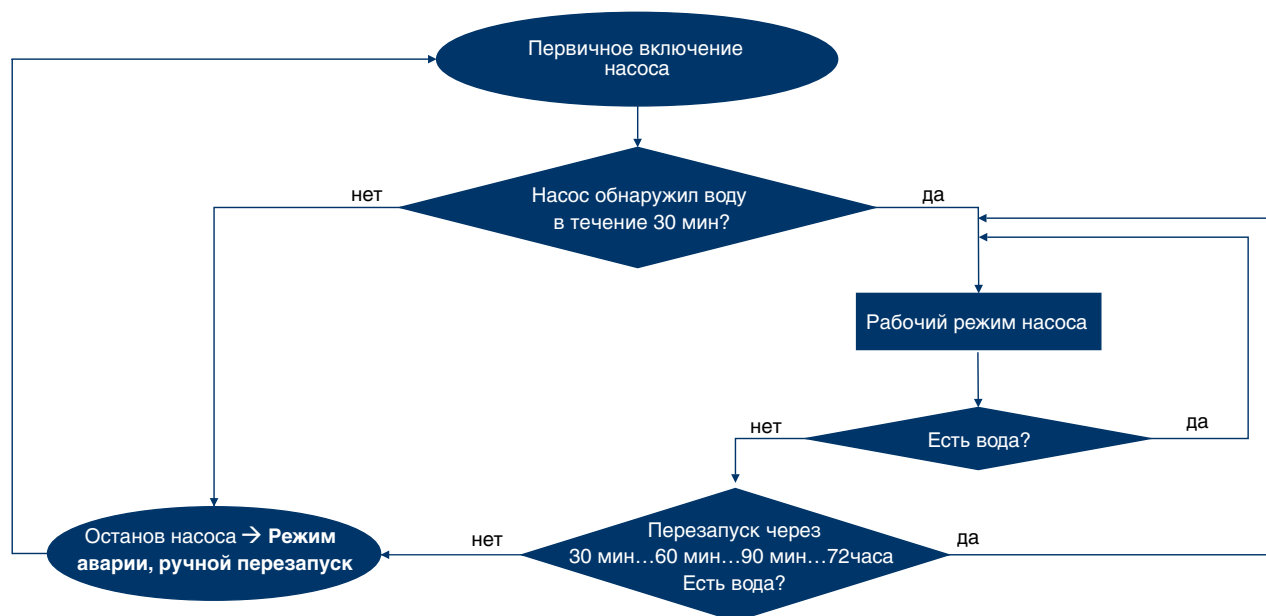 Первичное включение
насоса
Насос обнаружил воду
в течение 30 мин?
нет
да
Рабочий режим насоса
Есть вода?
нет
да
Перезапуск через
30 мин...60 мин...90 мин...72часа
Есть вода?
нет
да
Останов насоса → Режим
аварии, ручной перезапуск